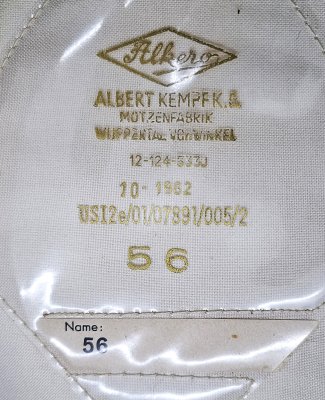 Alkero
ALBERT KEMPF K.G
MÜTZENFABRIK
WUPPERTAL VOHWINKEL
12-124-5330
10-1962
USI2e/01/07891/005/2
56
Name:
56